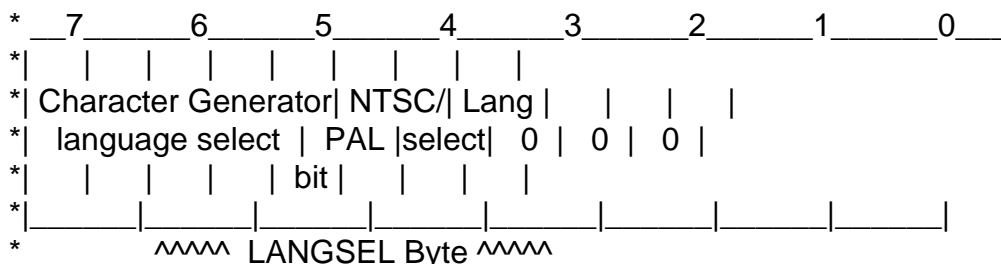 * __7______6______5______4______3______2______1______0___
*|      |      |      |      |      |      |      |      |
*| Character Generator| NTSC/| Lang |      |      |      |
*|   language select  |  PAL |select|   0  |   0  |   0  |
*|      |      |      |      | bit |      |      |      |
*|______|______|______|______|______|______|______|______|
*                ^^^^^  LANGSEL Byte ^^^^^